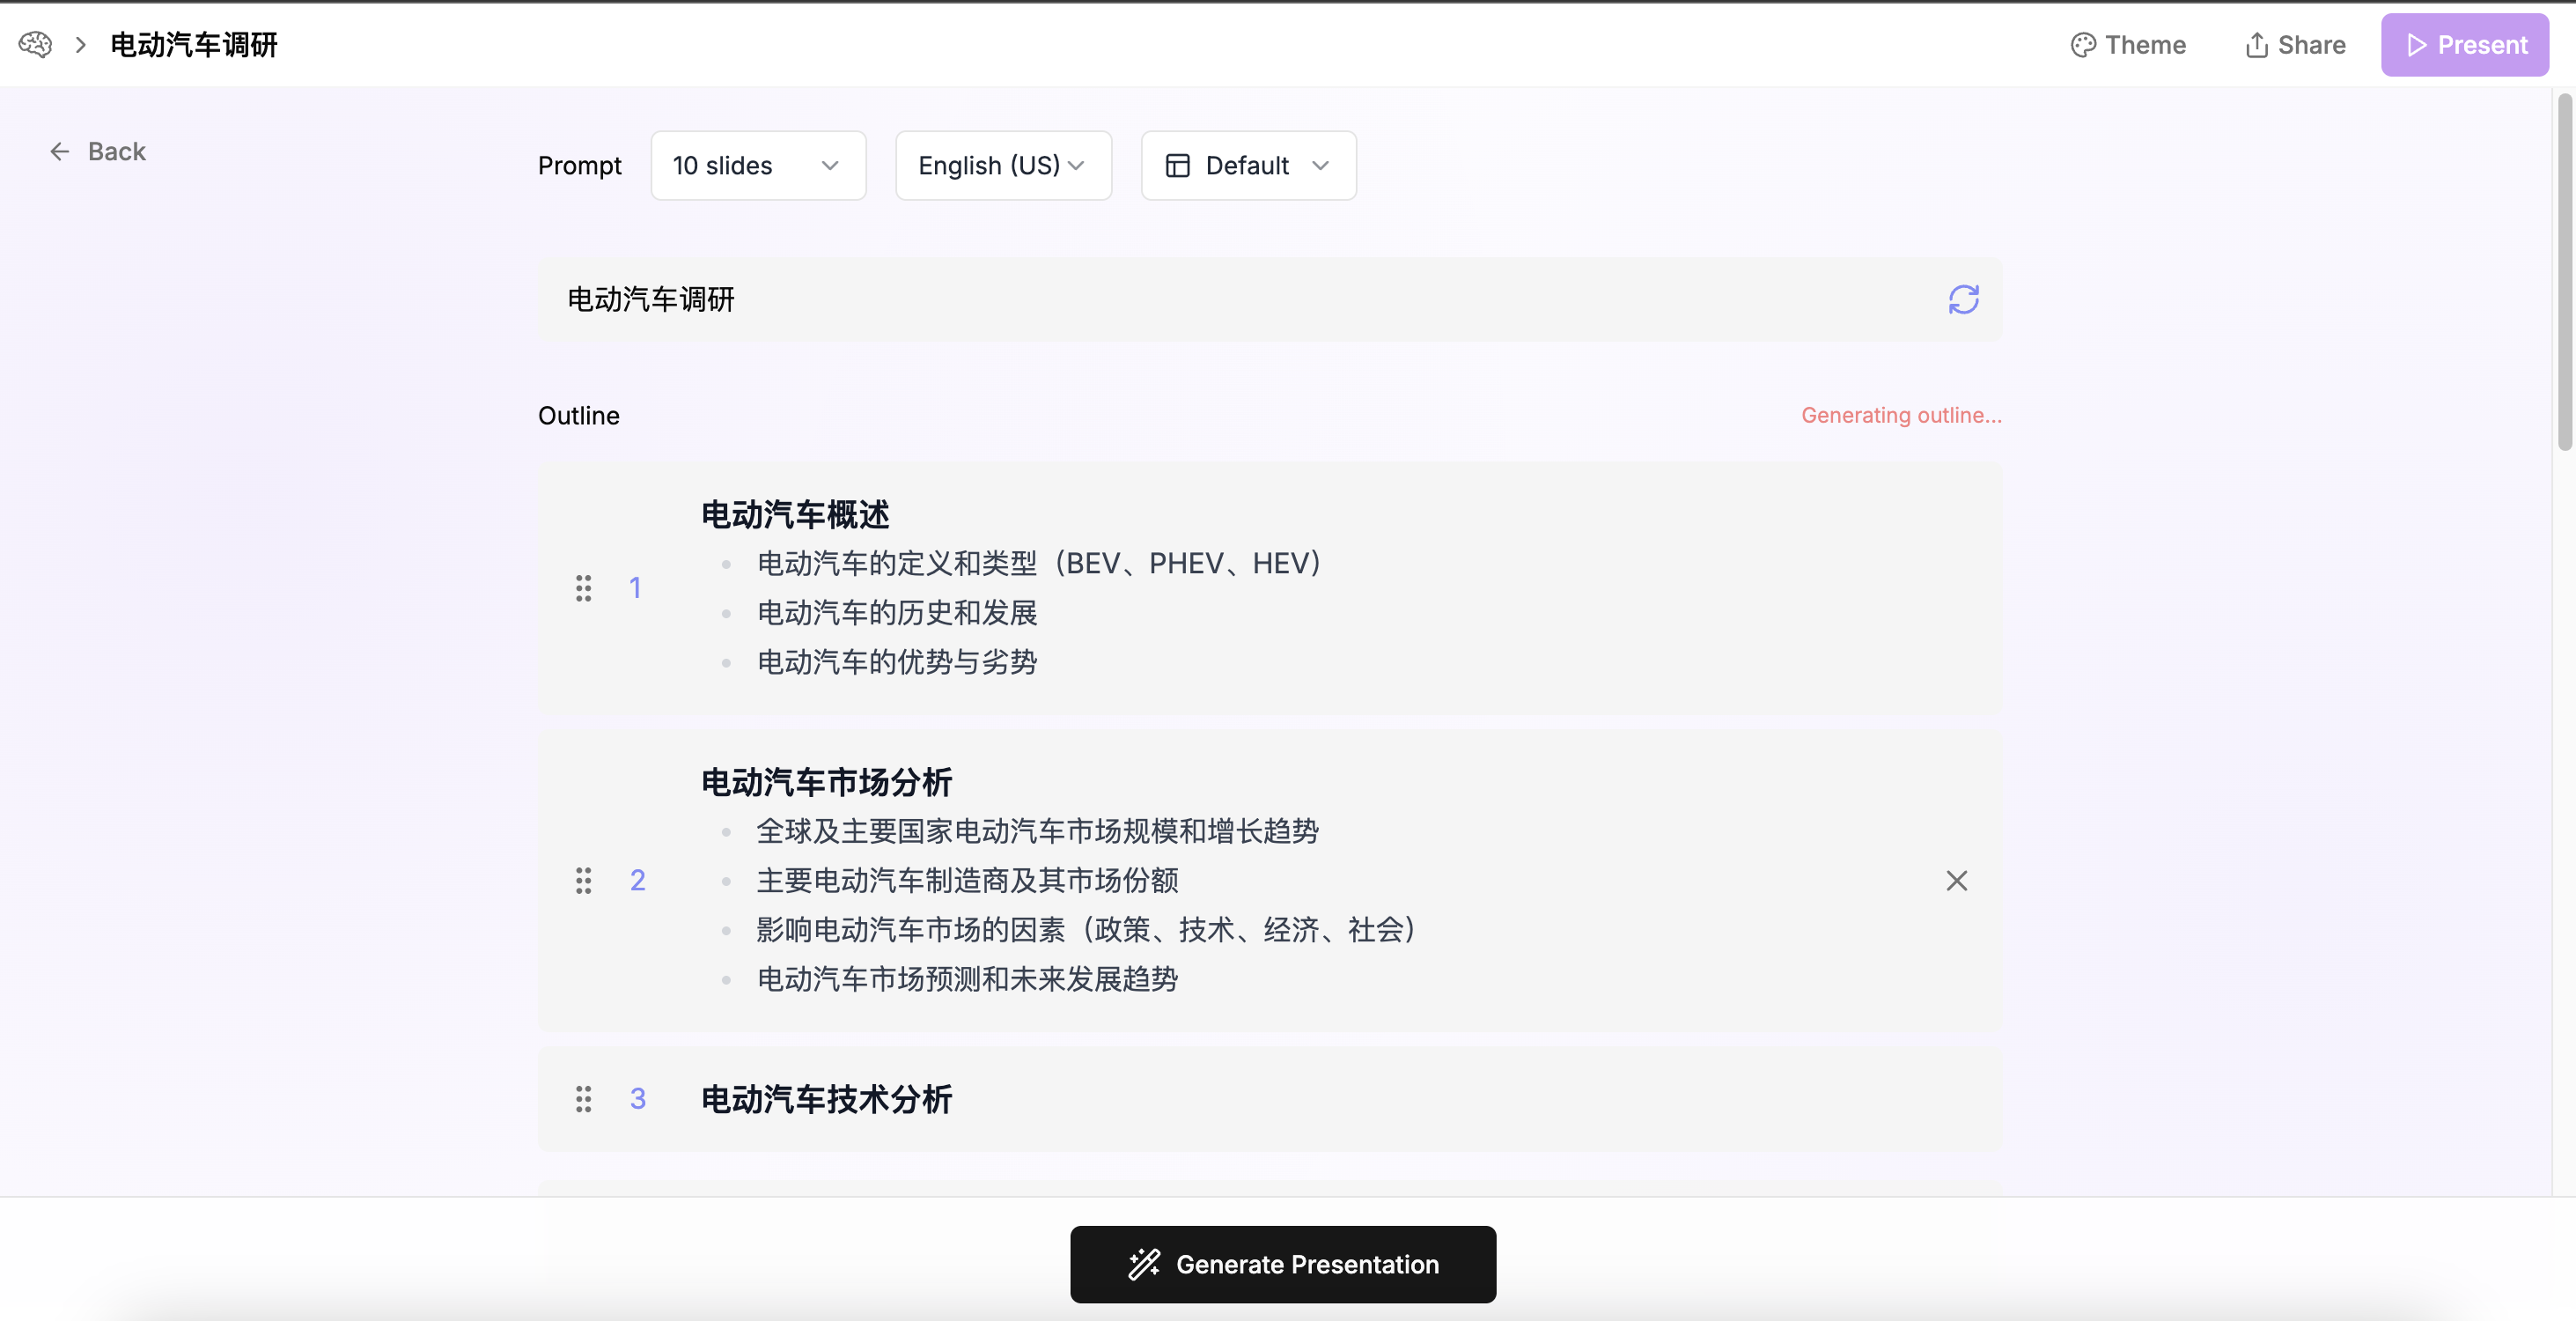 电动汽车调研
Theme
Share
Present
Back
Prompt
10 slides
English (US)
Default
电动汽车调研
Outline
Generating outline...
电动汽车概述
电动汽车的定义和类型（BEV、PHEV、HEV）
1
电动汽车的历史和发展
电动汽车的优势与劣势
电动汽车市场分析
全球及主要国家电动汽车市场规模和增长趋势
2
主要电动汽车制造商及其市场份额
影响电动汽车市场的因素（政策、技术、经济、社会）
电动汽车市场预测和未来发展趋势
3
电动汽车技术分析
Generate Presentation